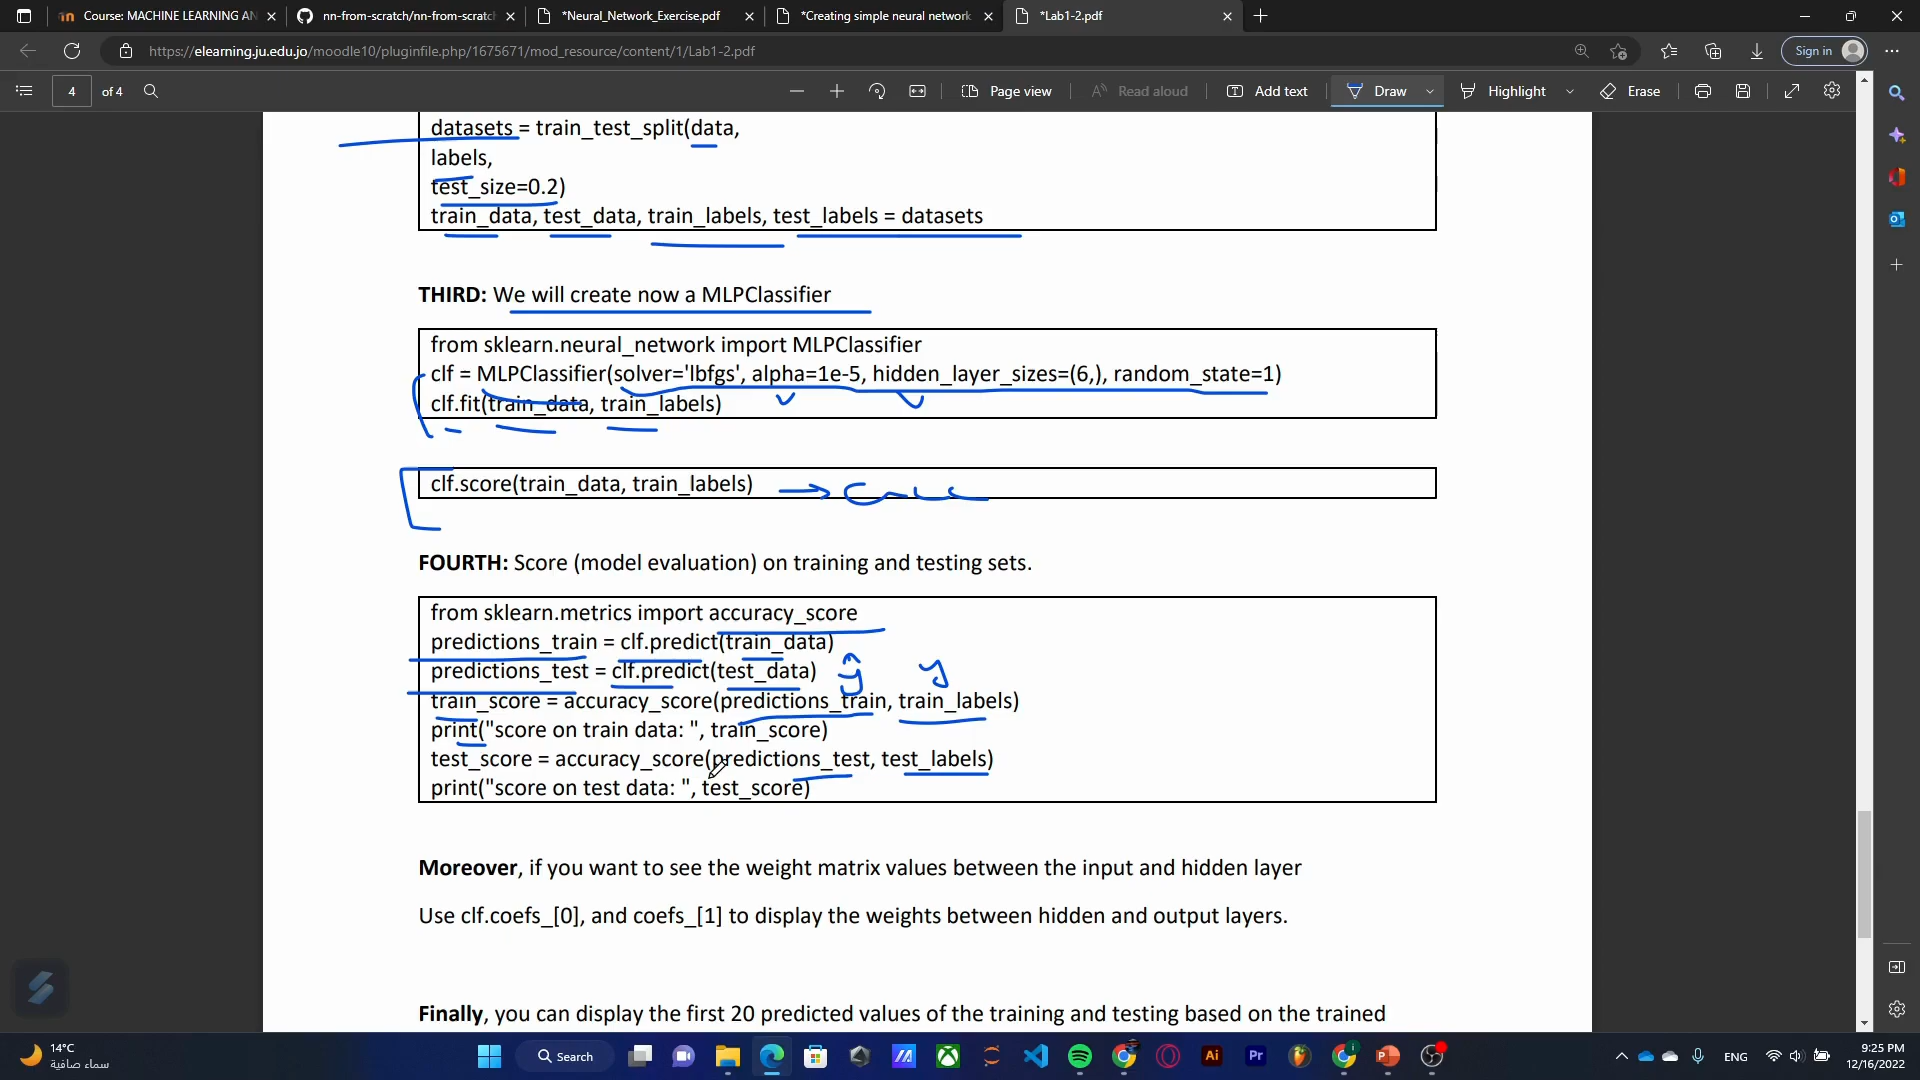 Course: MACHINE LEARNING AN
nn-from-scratch/nn-from-scratc
*Neural_Network_Exercise.pdf
*Creating simple neural network
*Lab1-2.pdf
https://elearning.ju.edu.jo/moodle10/pluginfile.php/1675671/mod_resource/content/1/Lab1-2.pdf
Sign in
4 of 4
Page view
Read aloud
Add text
Draw
Highlight
Erase
datasets = train_test_split(data,
labels,
test_size=0.2)
train_data, test_data, train_labels, test_labels = datasets
THIRD: We will create now a MLPClassifier
from sklearn.neural_network import MLPClassifier
clf = MLPClassifier(solver='lbfgs', alpha=1e-5, hidden_layer_sizes=(6,), random_state=1)
clf.fit(train_data, train_labels)
clf.score(train_data, train_labels)
FOURTH: Score (model evaluation) on training and testing sets.
from sklearn.metrics import accuracy_score
predictions_train = clf.predict(train_data)
predictions_test = clf.predict(test_data)
ŷ y
train_score = accuracy_score(predictions_train, train_labels)
print("score on train data: ", train_score)
test_score = accuracy_score(predictions_test, test_labels)
print("score on test data: ", test_score)
Moreover, if you want to see the weight matrix values between the input and hidden layer
Use clf.coefs_[0], and coefs_[1] to display the weights between hidden and output layers.
Finally, you can display the first 20 predicted values of the training and testing based on the trained
14°C
سماء صافية
Search
ENG
9:25 PM
12/16/2022